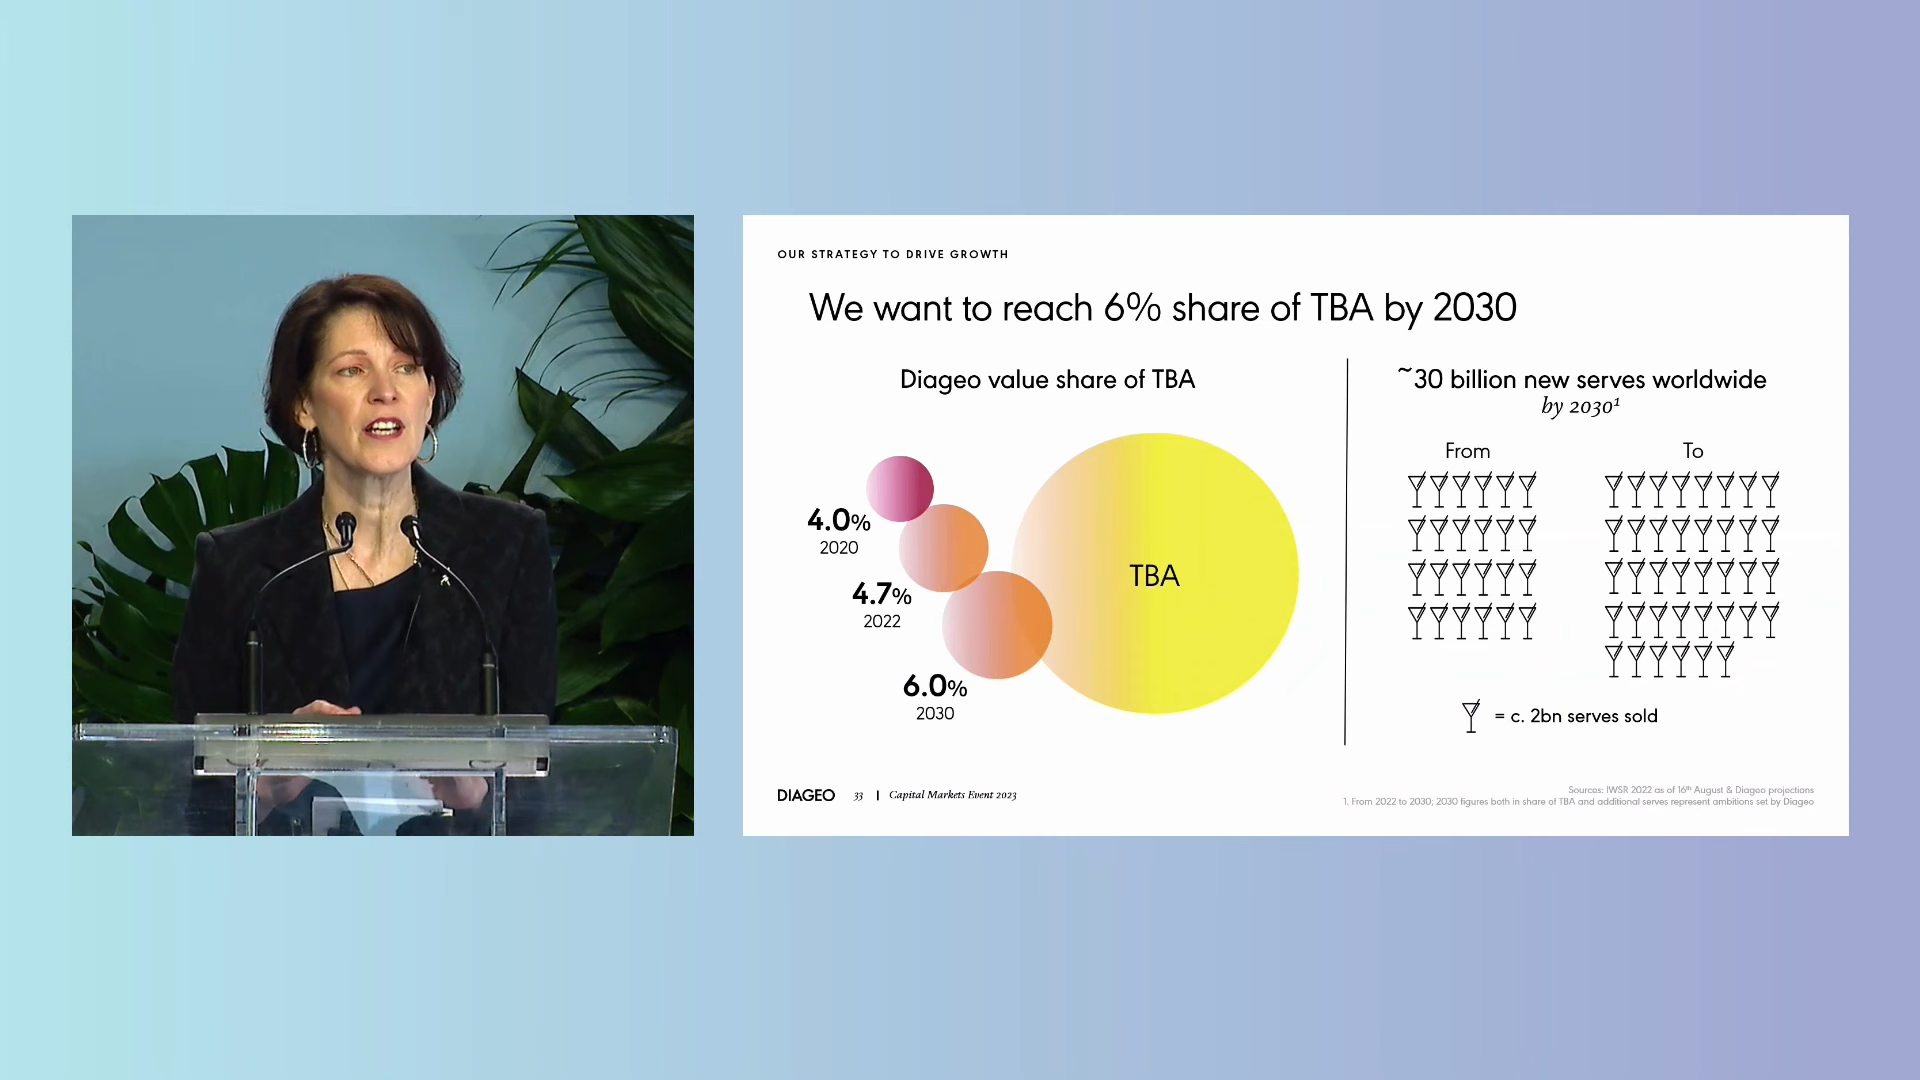 OUR STRATEGY TO DRIVE GROWTH
We want to reach 6% share of TBA by 2030
Diageo value share of TBA
4.0%
2020
4.7%
2022
6.0%
2030
TBA
~30 billion new serves worldwide
by 2030¹
From
To
= c. 2bn serves sold
DIAGEO 33 | Capital Markets Event 2023
Sources: IWSR 2022 as of 16th August & Diageo projections
1. From 2022 to 2030; 2030 figures both in share of TBA and additional serves represent ambitions set by Diageo